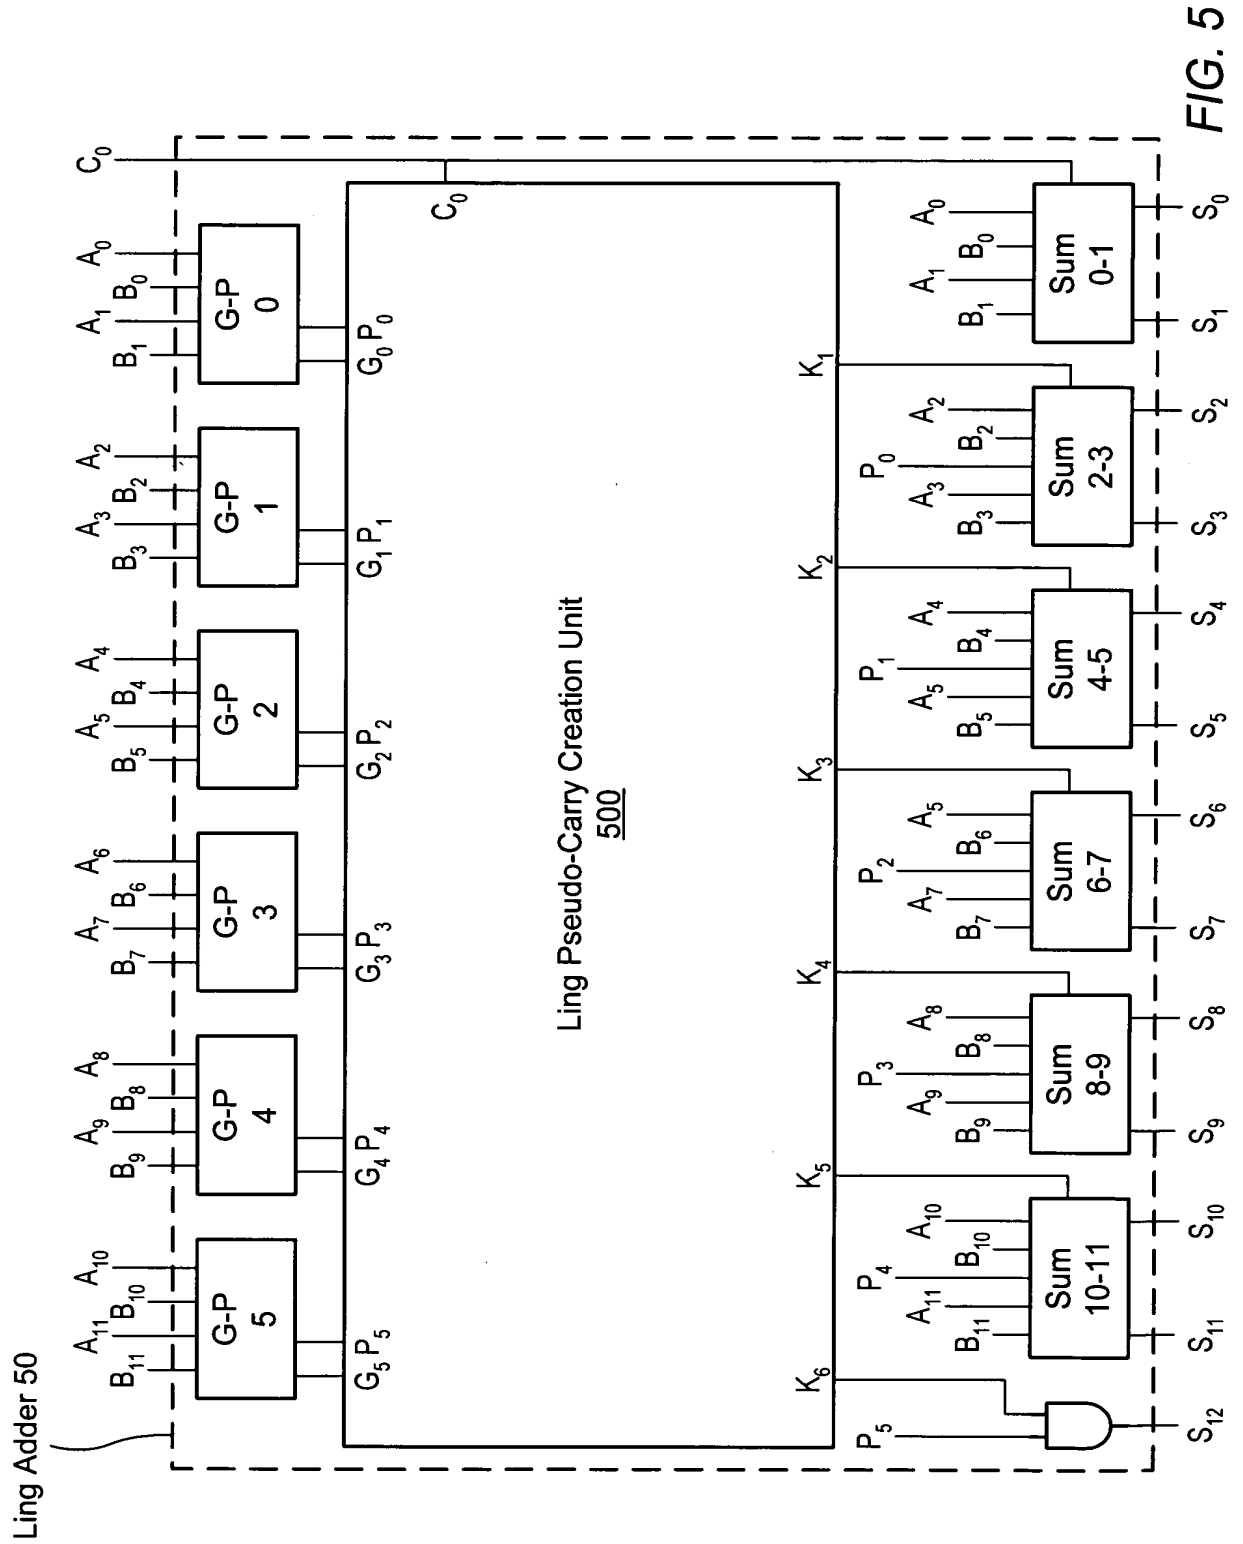 Ling Adder 50
A₁₁ A₁₀ A₉ A₈ A₇ A₆ A₅ A₄ A₃ A₂ A₁ A₀ C₀
B₁₁ B₁₀ B₉ B₈ B₇ B₆ B₅ B₄ B₃ B₂ B₁ B₀
G-P
5
G-P
4
G-P
3
G-P
2
G-P
1
G-P
0
G₅ P₅ G₄ P₄ G₃ P₃ G₂ P₂ G₁ P₁ G₀ P₀
C₀
Ling Pseudo-Carry Creation Unit
500
K₆ K₅ K₄ K₃ K₂ K₁
P₅ P₄ P₃ P₂ P₁ P₀
A₁₁ A₁₀ A₉ A₈ A₇ A₅ A₅ A₄ A₃ A₂ A₁ A₀
B₁₁ B₁₀ B₉ B₈ B₇ B₆ B₅ B₄ B₃ B₂ B₁ B₀
Sum
10-11
Sum
8-9
Sum
6-7
Sum
4-5
Sum
2-3
Sum
0-1
S₁₂ S₁₁ S₁₀ S₉ S₈ S₇ S₆ S₅ S₄ S₃ S₂ S₁ S₀
FIG. 5